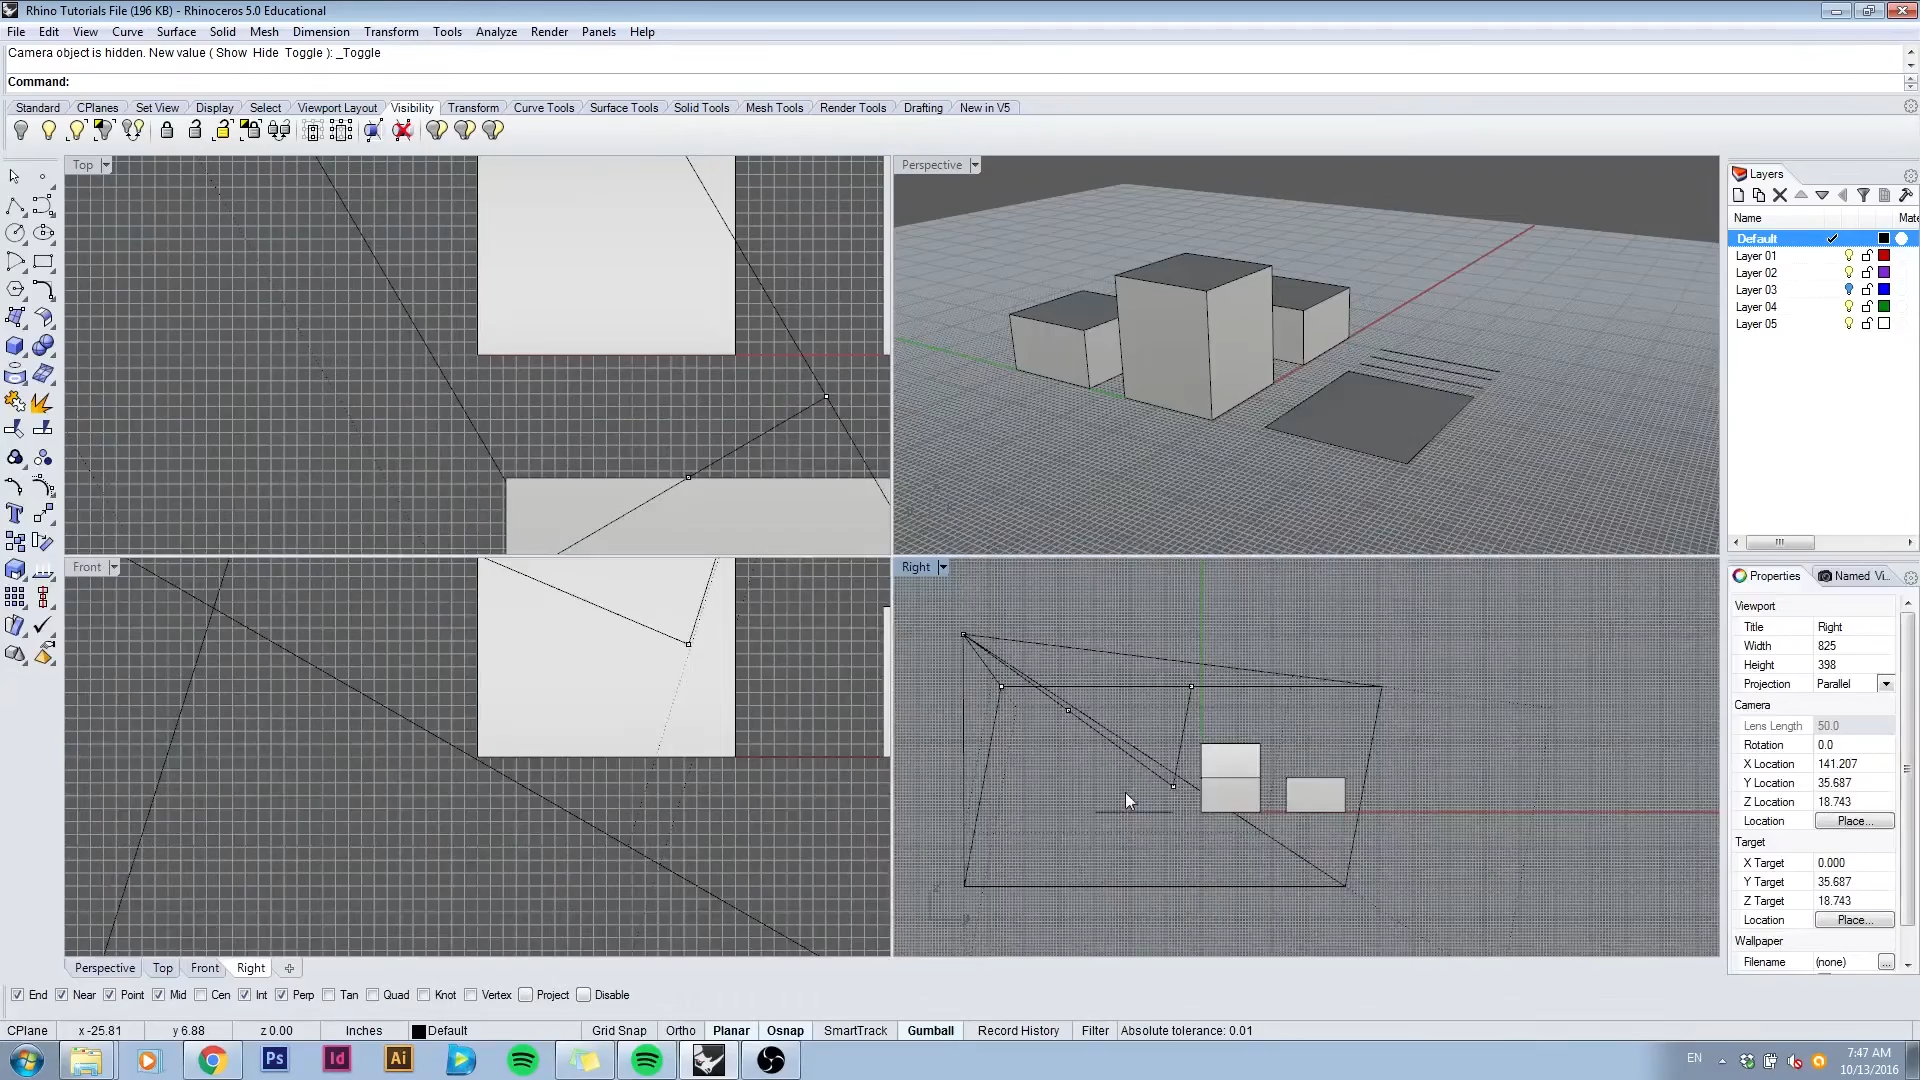 Rhino Tutorials File (196 KB) - Rhinoceros 5.0 Educational
File Edit View Curve Surface Solid Mesh Dimension Transform Tools Analyze Render Panels Help
Camera object is hidden. New value ( Show Hide Toggle ): _Toggle
Command:
Standard CPlanes Set View Display Select Viewport Layout Visibility Transform Curve Tools Surface Tools Solid Tools Mesh Tools Render Tools Drafting New in V5
Top
Perspective
Layers
Name Mate
Default
Layer 01
Layer 02
Layer 03
Layer 04
Layer 05
Front
Right
Properties Named Vi...
Viewport
Title Right
Width 825
Height 398
Projection Parallel
Camera
Lens Length 50.0
Rotation 0.0
X Location 141.207
Y Location 35.687
Z Location 18.743
Location Place...
Target
X Target 0.000
Y Target 35.687
Z Target 18.743
Location Place...
Wallpaper
Filename (none) ...
Perspective Top Front Right
End Near Point Mid Cen Int Perp Tan Quad Knot Vertex Project Disable
CPlane x -25.81 y 6.88 z 0.00 Inches Default Grid Snap Ortho Planar Osnap SmartTrack Gumball Record History Filter Absolute tolerance: 0.01
Ps Id Ai
EN
7:47 AM
10/13/2016